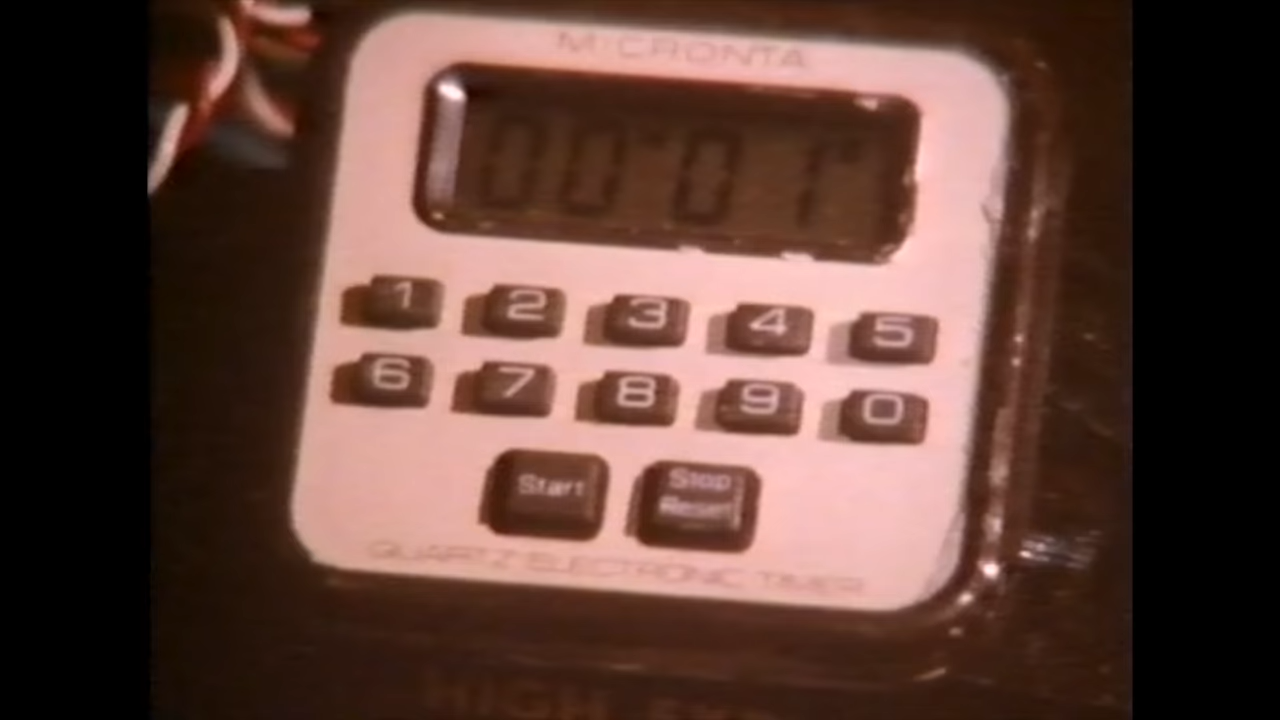 MICRONTA
00 01
1 2 3 4 5
6 7 8 9 0
Start
Stop
Reset
QUARTZ ELECTRONIC TIMER
HIGH